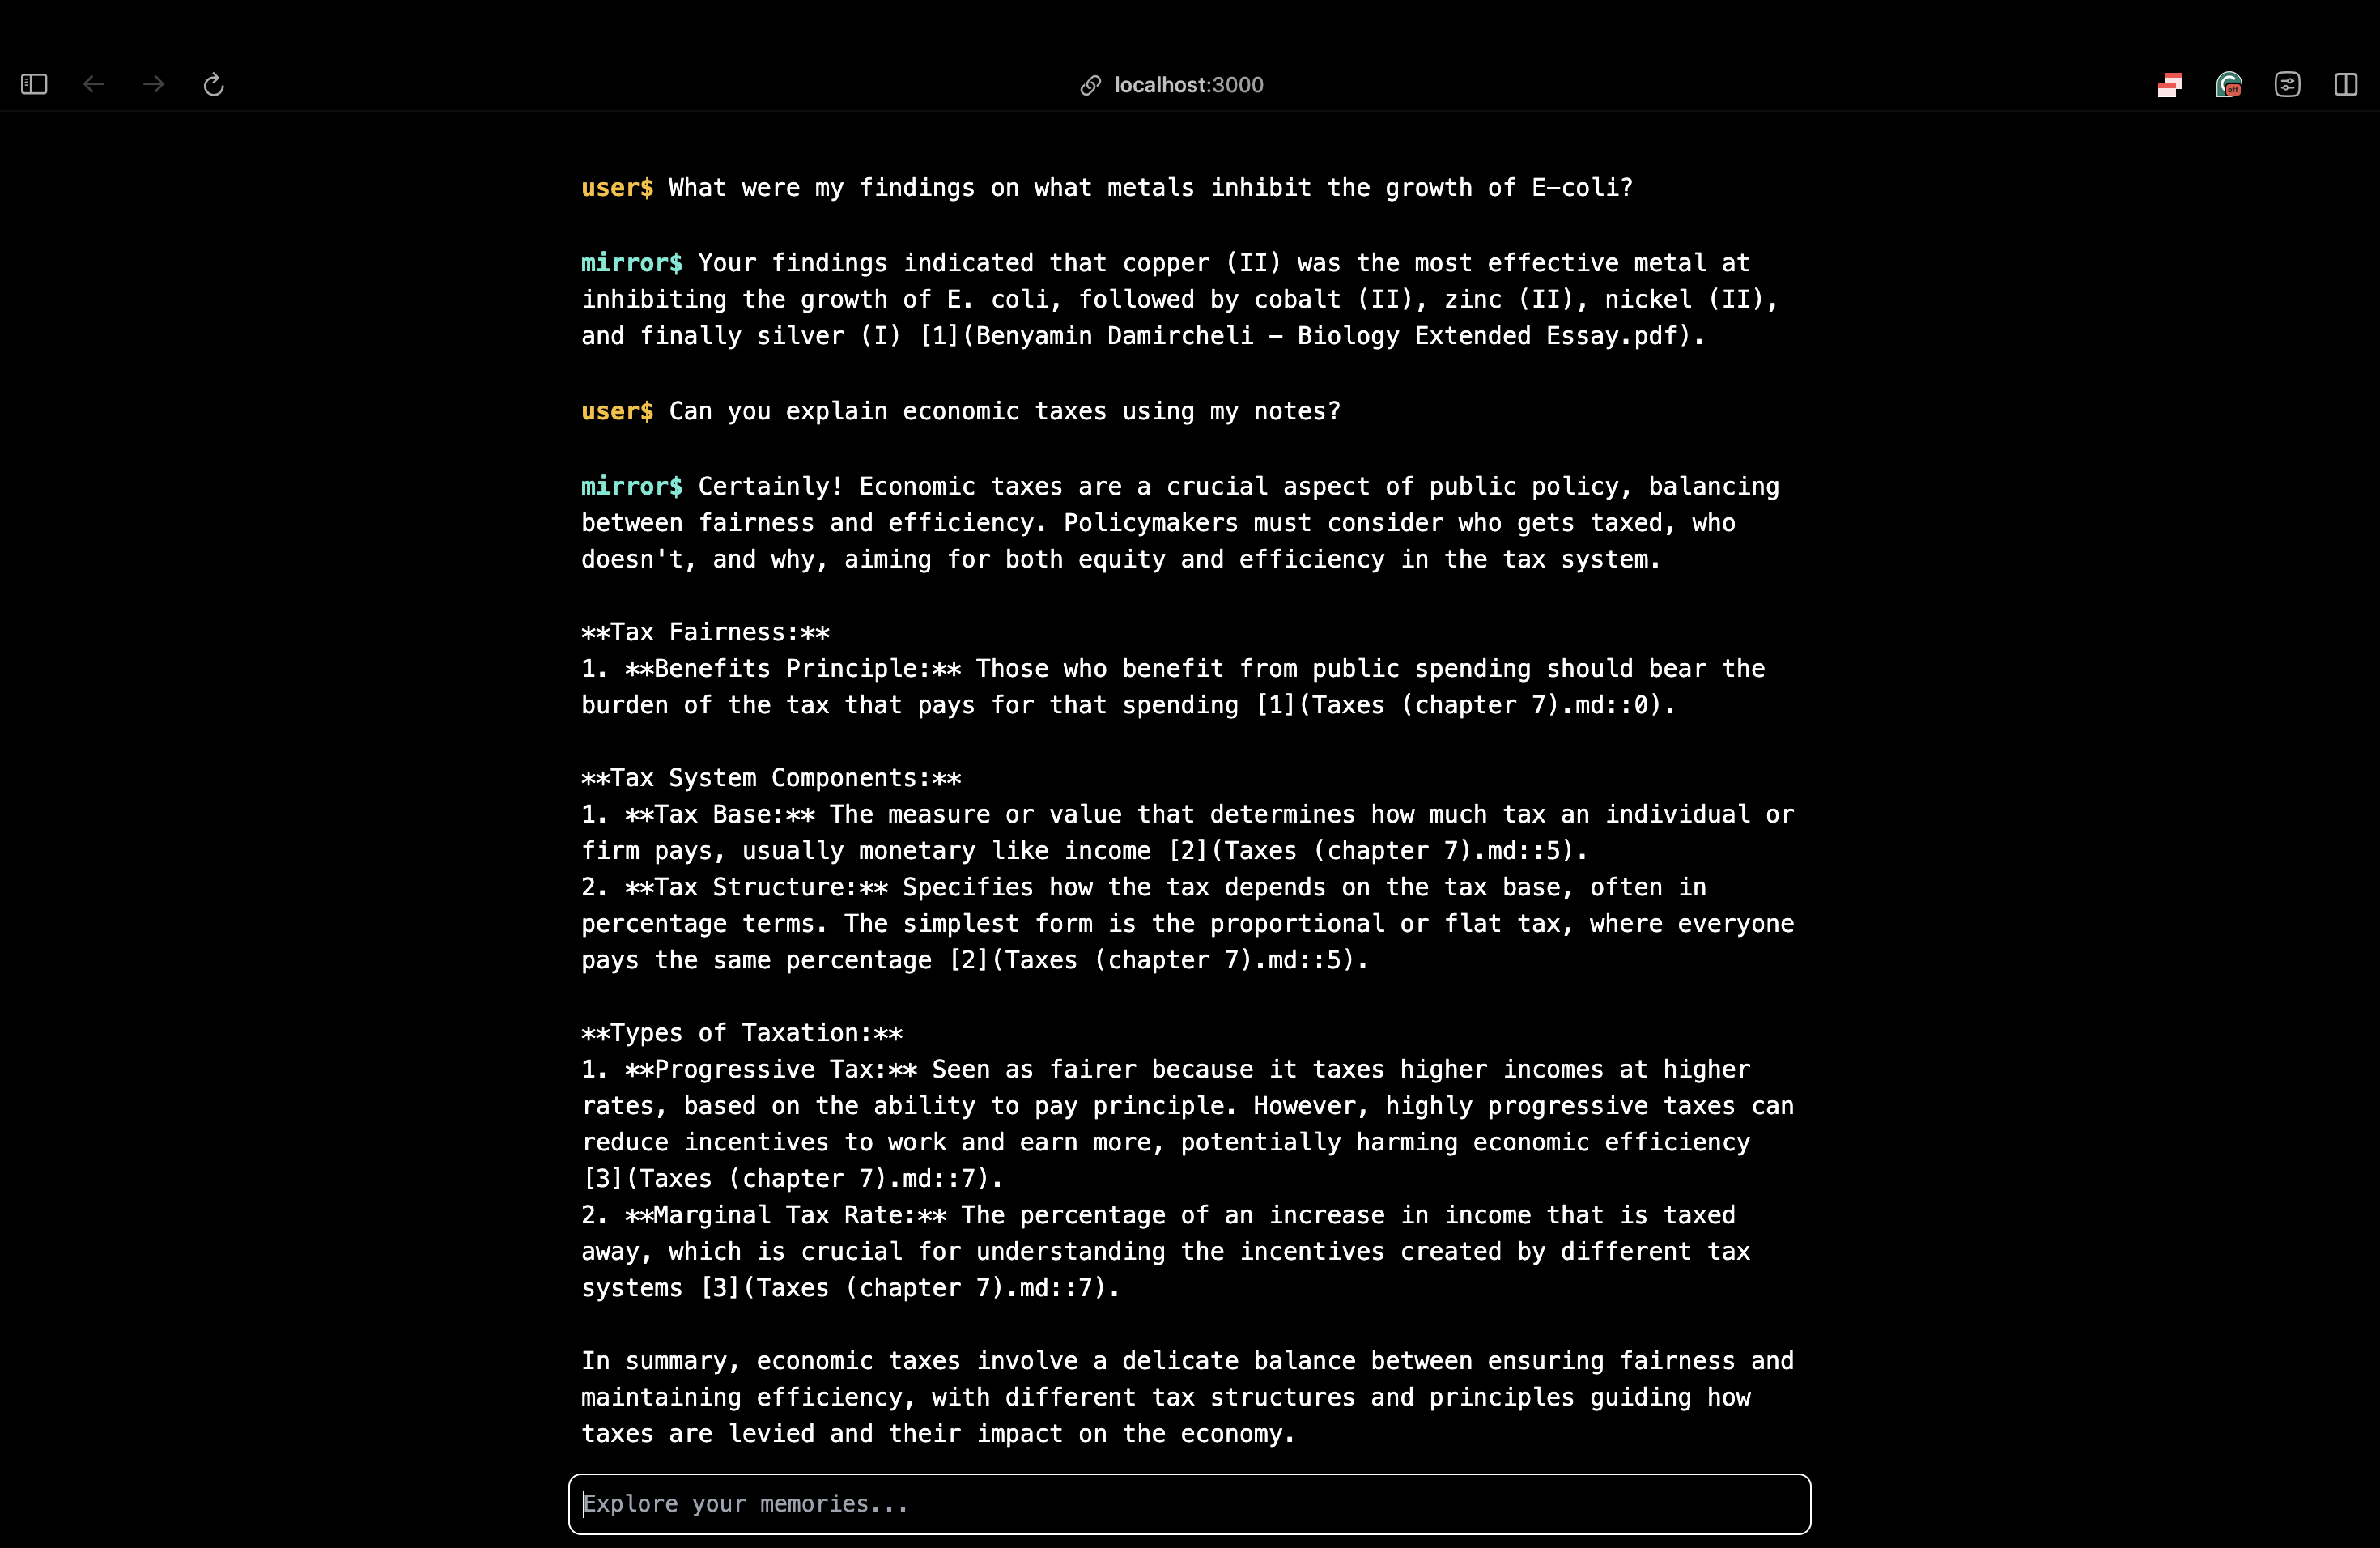 localhost:3000
off
user$ What were my findings on what metals inhibit the growth of E-coli?
mirror$ Your findings indicated that copper (II) was the most effective metal at
inhibiting the growth of E. coli, followed by cobalt (II), zinc (II), nickel (II),
and finally silver (I) [1](Benyamin Damircheli - Biology Extended Essay.pdf).
user$ Can you explain economic taxes using my notes?
mirror$ Certainly! Economic taxes are a crucial aspect of public policy, balancing
between fairness and efficiency. Policymakers must consider who gets taxed, who
doesn't, and why, aiming for both equity and efficiency in the tax system.
**Tax Fairness:**
1. **Benefits Principle:** Those who benefit from public spending should bear the
burden of the tax that pays for that spending [1](Taxes (chapter 7).md::0).
**Tax System Components:**
1. **Tax Base:** The measure or value that determines how much tax an individual or
firm pays, usually monetary like income [2](Taxes (chapter 7).md::5).
2. **Tax Structure:** Specifies how the tax depends on the tax base, often in
percentage terms. The simplest form is the proportional or flat tax, where everyone
pays the same percentage [2](Taxes (chapter 7).md::5).
**Types of Taxation:**
1. **Progressive Tax:** Seen as fairer because it taxes higher incomes at higher
rates, based on the ability to pay principle. However, highly progressive taxes can
reduce incentives to work and earn more, potentially harming economic efficiency
[3](Taxes (chapter 7).md::7).
2. **Marginal Tax Rate:** The percentage of an increase in income that is taxed
away, which is crucial for understanding the incentives created by different tax
systems [3](Taxes (chapter 7).md::7).
In summary, economic taxes involve a delicate balance between ensuring fairness and
maintaining efficiency, with different tax structures and principles guiding how
taxes are levied and their impact on the economy.
Explore your memories...